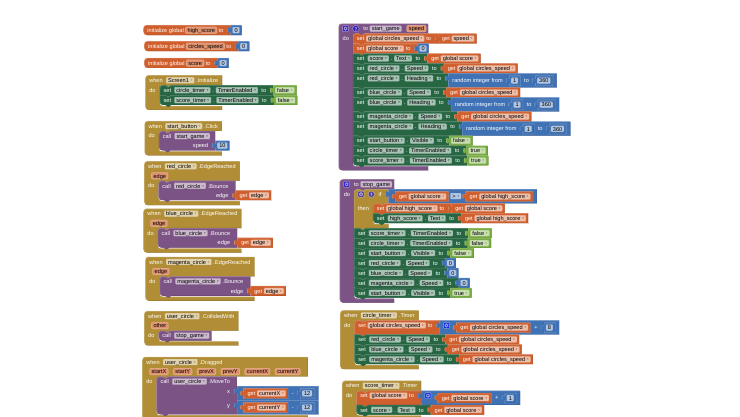 initialize global high_score to 0
initialize global circles_speed to 0
initialize global score to 0
when Screen1 .Initialize
do set circle_timer . TimerEnabled to false
set score_timer . TimerEnabled to false
when start_button .Click
do call start_game
speed
when red_circle .EdgeReached
edge
do call red_circle .Bounce
edge get edge
when blue_circle .EdgeReached
edge
do call blue_circle .Bounce
edge get edge
when magenta_circle .EdgeReached
edge
do call magenta_circle .Bounce
edge get edge
when user_circle .CollidedWith
other
do call stop_game
when user_circle .Dragged
startX startY prevX prevY currentX currentY
do call user_circle .MoveTo
x get currentX - 12
y get currentY - 12
to start_game speed
do set global circles_speed to get speed
set global score to 0
set score . Text to get global score
set red_circle . Speed to get global circles_speed
set red_circle . Heading to random integer from 1 to 360
set blue_circle . Speed to get global circles_speed
set blue_circle . Heading to random integer from 1 to 360
set magenta_circle . Speed to get global circles_speed
set magenta_circle . Heading to random integer from 1 to 360
set start_button . Visible to false
set circle_timer . TimerEnabled to true
set score_timer . TimerEnabled to true
to stop_game
do if get global score > get global high_score
then set global high_score to get global score
set high_score . Text to get global high_score
set score_timer . TimerEnabled to false
set circle_timer . TimerEnabled to false
set start_button . Visible to false
set red_circle . Speed to 0
set blue_circle . Speed to 0
set magenta_circle . Speed to 0
set start_button . Visible to true
when circle_timer .Timer
do set global circles_speed to get global circles_speed +
set red_circle . Speed to get global circles_speed
set blue_circle . Speed to get global circles_speed
set magenta_circle . Speed to get global circles_speed
when score_timer .Timer
do set global score to get global score + 1
set score . Text to get global score